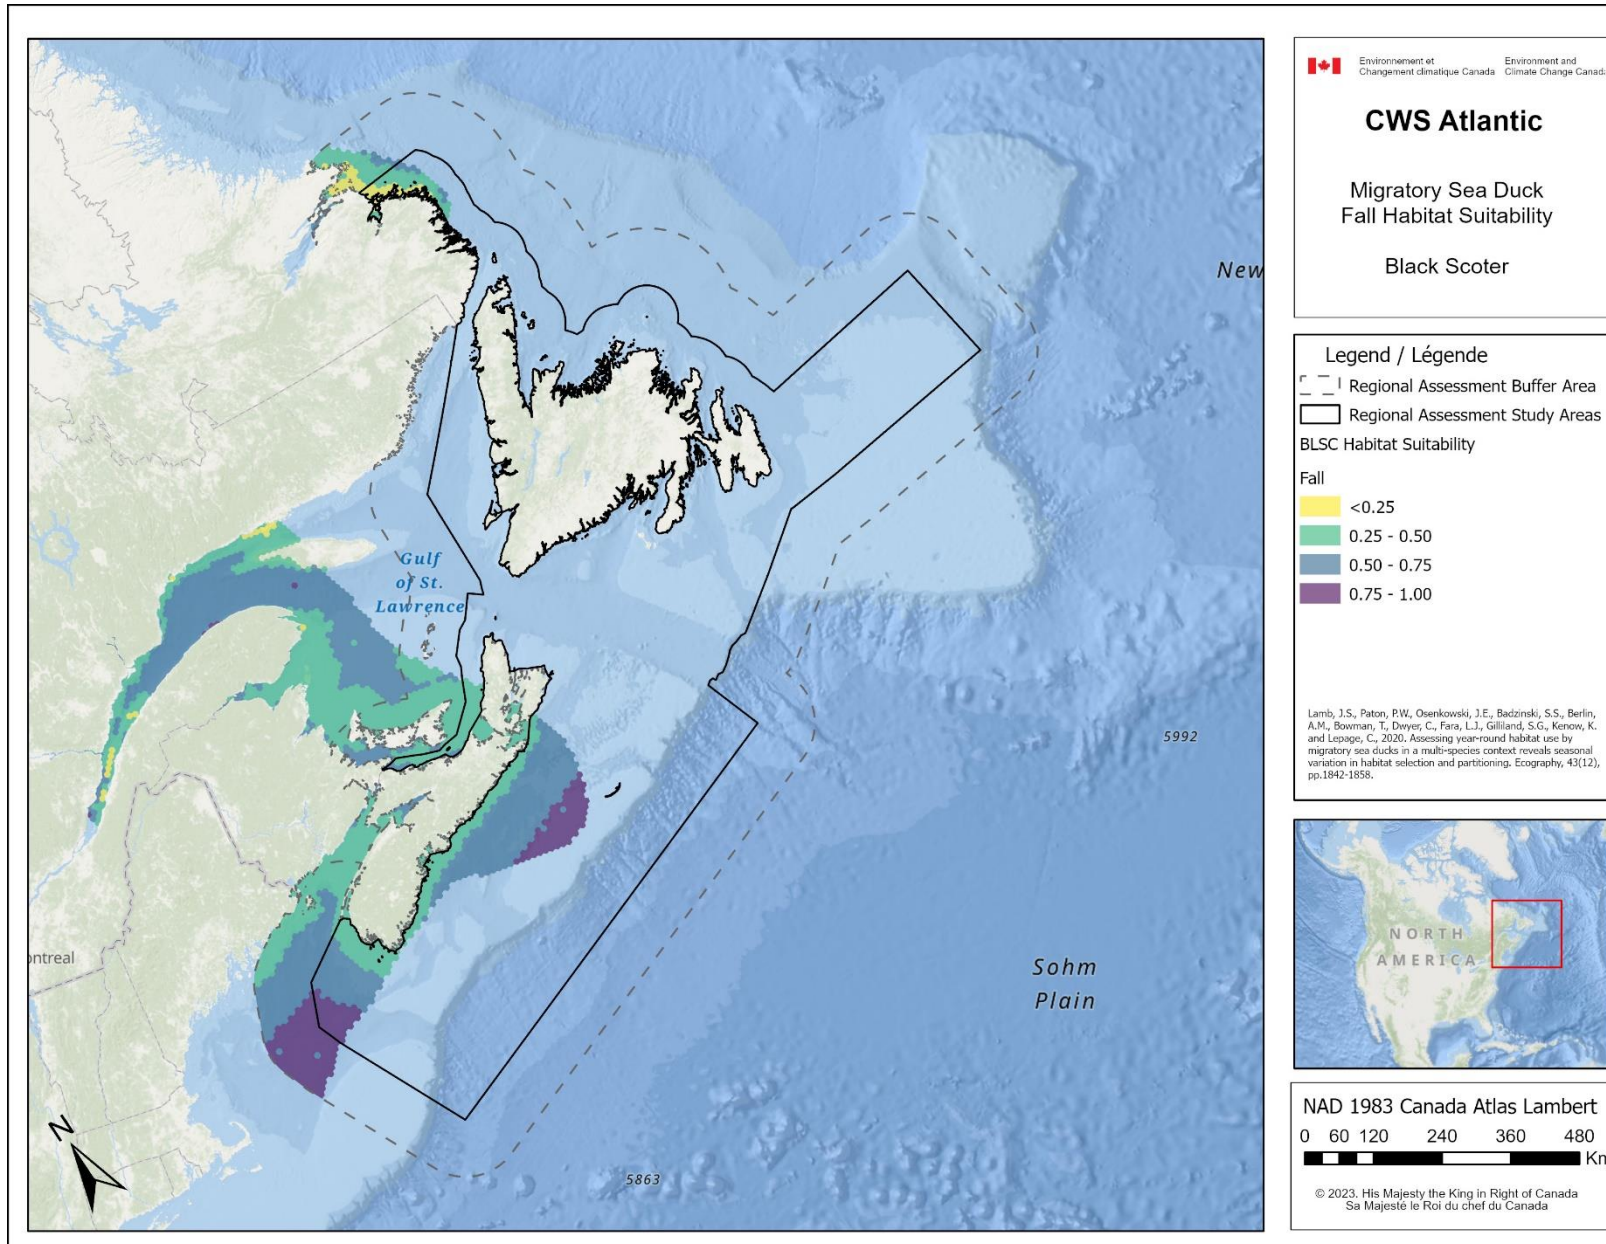 New
Gulf
of St.
Lawrence
5992
Sohm
Plain
ontreal
5863
N
Environnement et
Changement climatique Canada
Environment and
Climate Change Canada
CWS Atlantic
Migratory Sea Duck
Fall Habitat Suitability
Black Scoter
Legend / Légende
Regional Assessment Buffer Area
Regional Assessment Study Areas
BLSC Habitat Suitability
Fall
<0.25
0.25 - 0.50
0.50 - 0.75
0.75 - 1.00
Lamb, J.S., Paton, P.W., Osenkowski, J.E., Badzinski, S.S., Berlin,
A.M., Bowman, T., Dwyer, C., Fara, L.J., Gilliland, S.G., Kenow, K.
and Lepage, C., 2020. Assessing year-round habitat use by
migratory sea ducks in a multi-species context reveals seasonal
variation in habitat selection and partitioning. Ecography, 43(12),
pp.1842-1858.
NORTH
AMERICA
NAD 1983 Canada Atlas Lambert
0 60 120 240 360 480
Km
© 2023. His Majesty the King in Right of Canada
Sa Majesté le Roi du chef du Canada